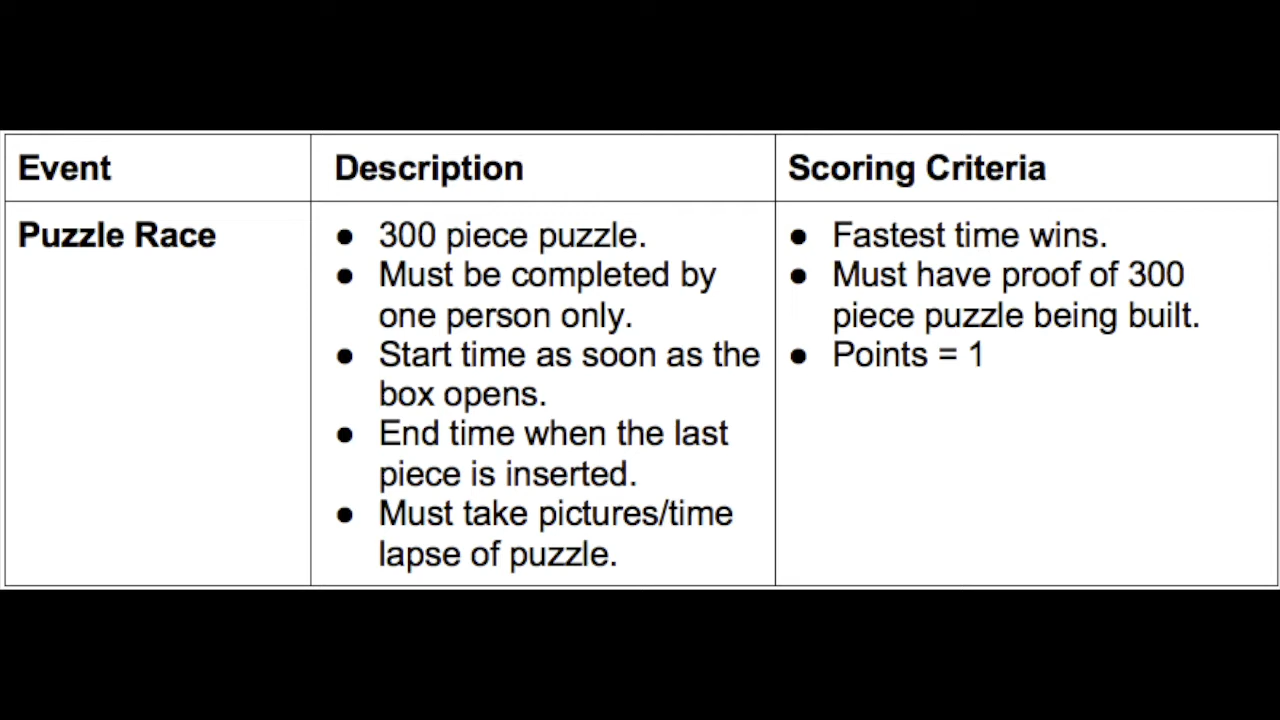 Event
Description
Scoring Criteria
Puzzle Race
● 300 piece puzzle.
● Must be completed by
one person only.
● Start time as soon as the
box opens.
● End time when the last
piece is inserted.
● Must take pictures/time
lapse of puzzle.
● Fastest time wins.
● Must have proof of 300
piece puzzle being built.
● Points = 1